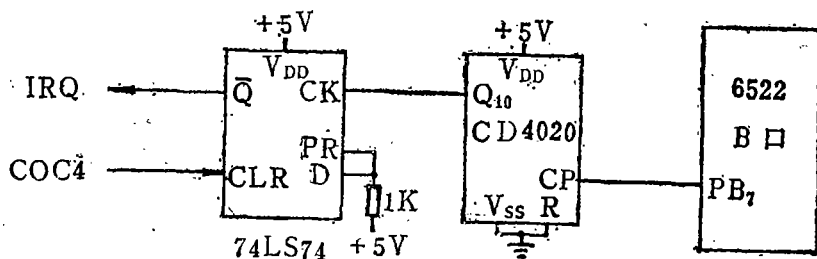 +5V
+5V
V_DD
V_DD
IRQ
Q̅
CK
Q₁₀
6522
CD4020
B 口
PR
COC4
CLR
D
CP
PB₇
1K
V_SS
R
74LS74
+5V